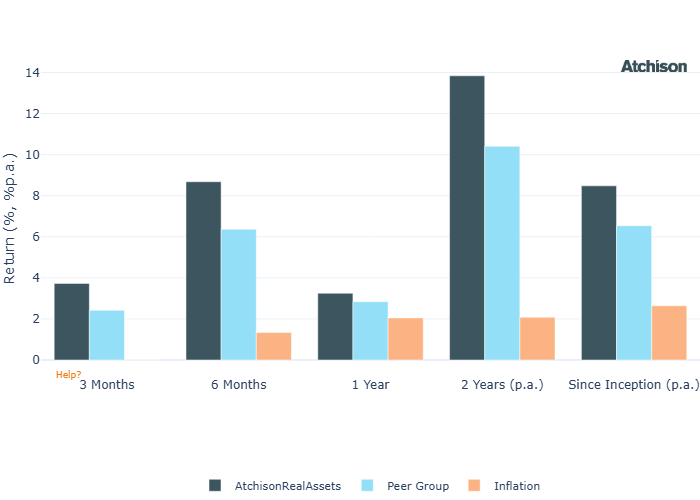 Atchison
14
12
10
8
6
4
2
0
Return (%, %p.a.)
Help?
3 Months
6 Months
1 Year
2 Years (p.a.)
Since Inception (p.a.)
AtchisonRealAssets
Peer Group
Inflation